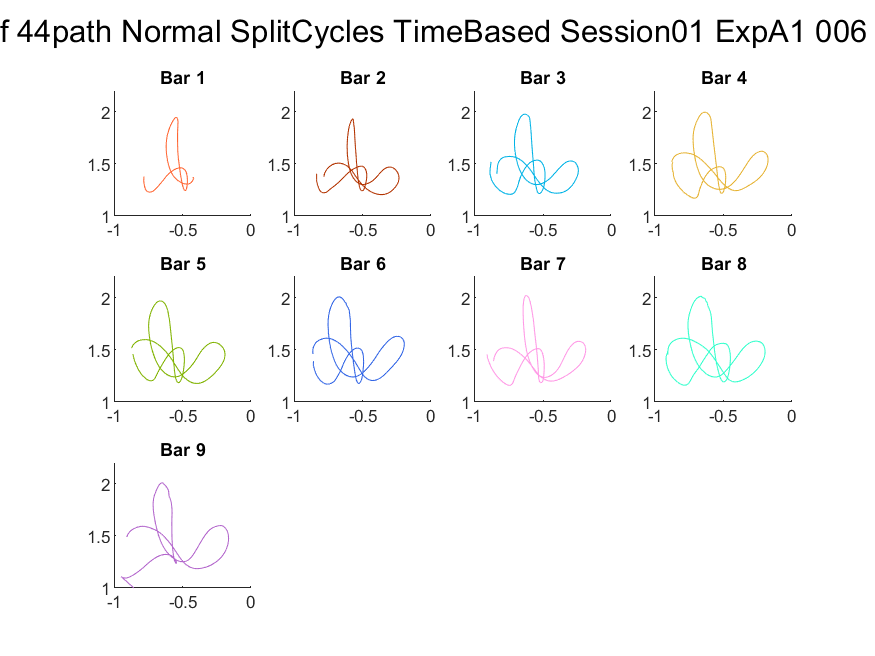 f 44path Normal SplitCycles TimeBased Session01 ExpA1 006
Bar 1 Bar 2 Bar 3 Bar 4
2 2 2 2
1.5 1.5 1.5 1.5
1 1 1 1
-1 -0.5 0 -1 -0.5 0 -1 -0.5 0 -1 -0.5 0
Bar 5 Bar 6 Bar 7 Bar 8
2 2 2 2
1.5 1.5 1.5 1.5
1 1 1 1
-1 -0.5 0 -1 -0.5 0 -1 -0.5 0 -1 -0.5 0
Bar 9
2
1.5
1
-1 -0.5 0